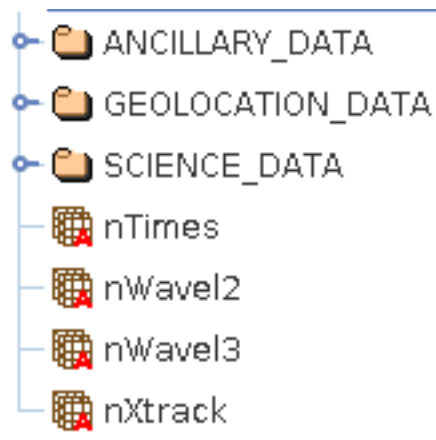 ANCILLARY_DATA
GEOLOCATION_DATA
SCIENCE_DATA
nTimes
nWavel2
nWavel3
nXtrack